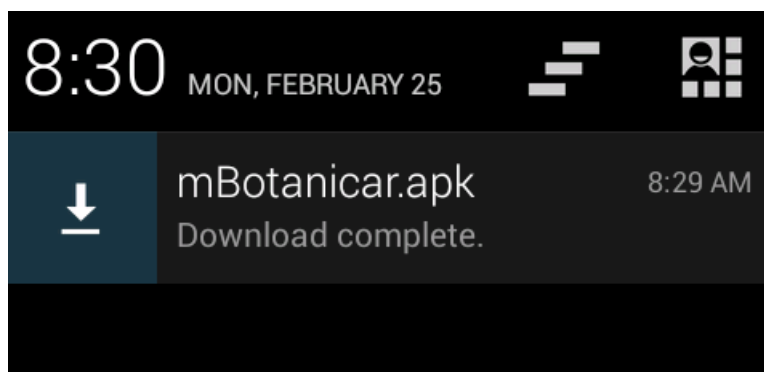 8:30 MON, FEBRUARY 25
mBotanicar.apk 8:29 AM
Download complete.